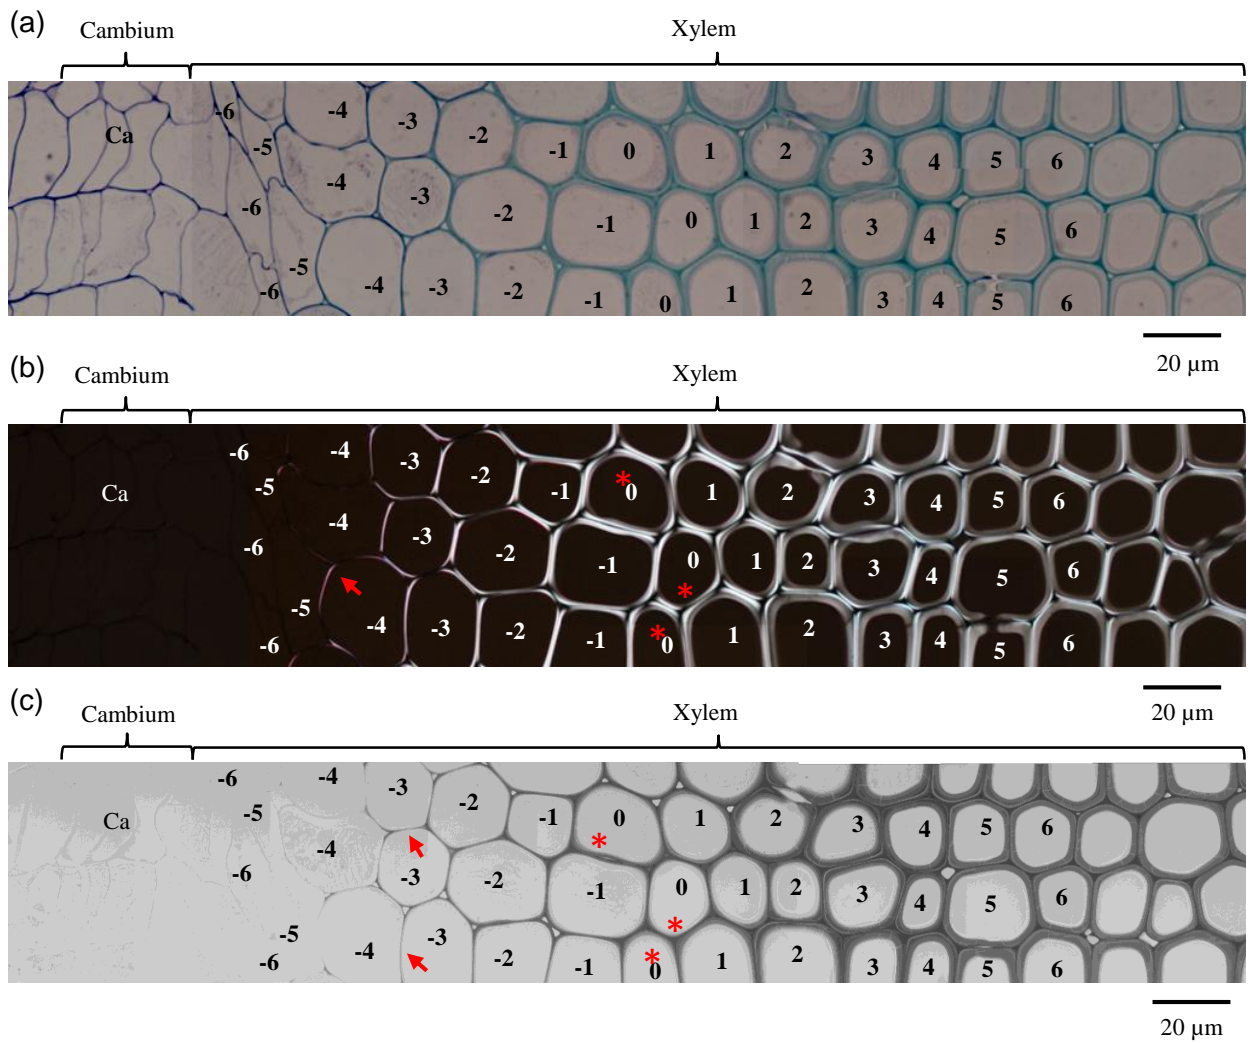 (a)
Cambium
Xylem
Ca
-6 -5 -4 -3 -2 -1 0 1 2 3 4 5 6
-6 -4 -3 -2 -1 0 1 2 3 4 5 6
-6 -5 -4 -3 -2 -1 0 1 2 3 4 5 6
20 µm
(b)
Cambium
Xylem
Ca
-6 -5 -4 -3 -2 -1 *0 1 2 3 4 5 6
-6 -4 -3 -2 -1 0* 1 2 3 4 5 6
-6 -5 -4 -3 -2 -1 *0 1 2 3 4 5 6
20 µm
(c)
Cambium
Xylem
Ca
-6 -5 -4 -3 -2 -1 0* 1 2 3 4 5 6
-6 -4 -3 -2 -1 0* 1 2 3 4 5 6
-6 -5 -4 -3 -2 -1 *0 1 2 3 4 5 6
20 µm